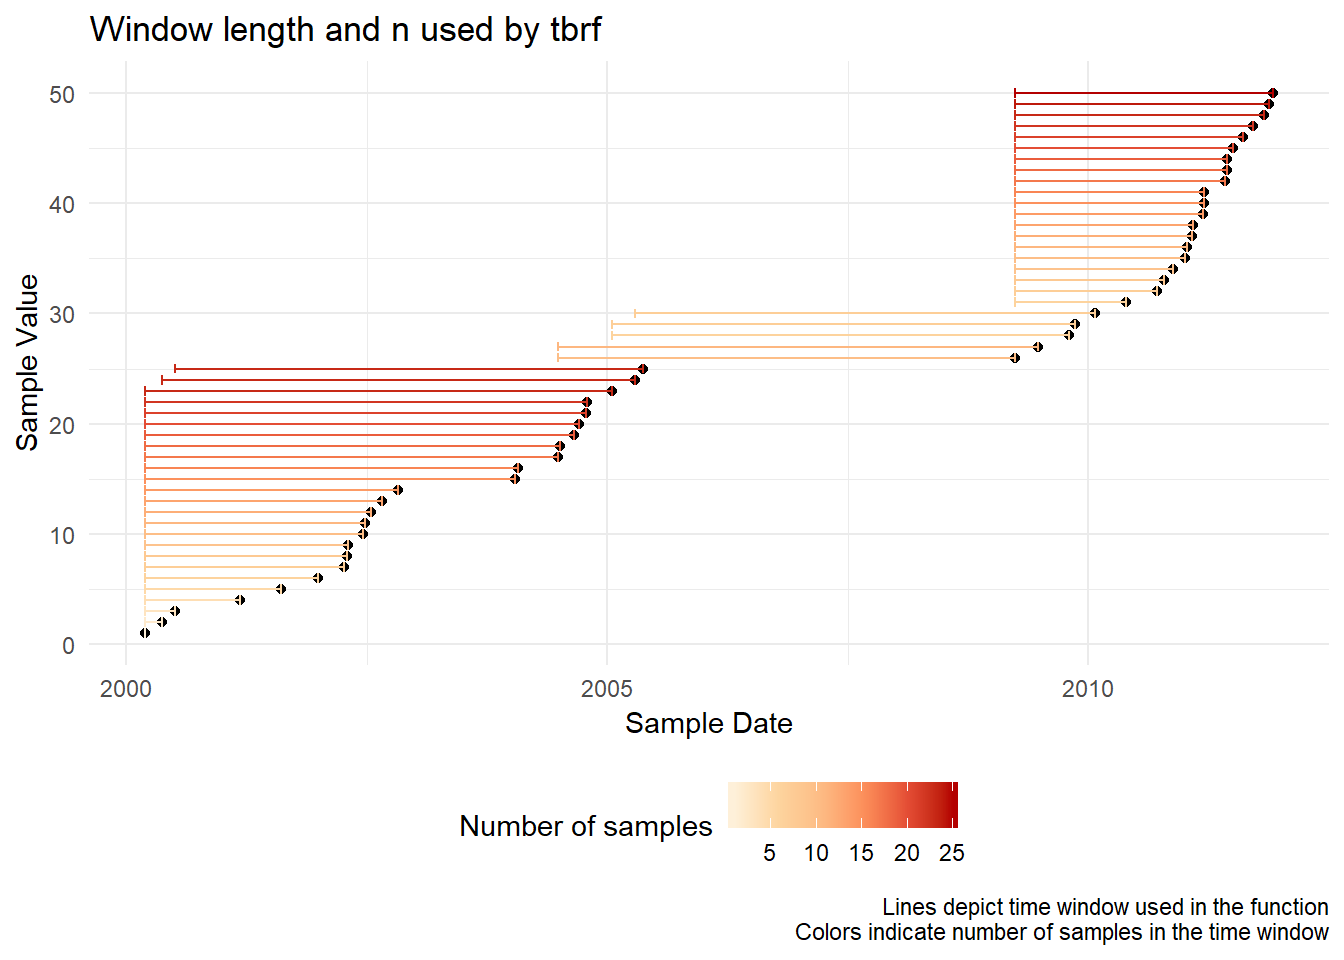 Window length and n used by tbrf
50
40
30
20
10
0
Sample Value
2000 2005 2010
Sample Date
Number of samples
5 10 15 20 25
Lines depict time window used in the function
Colors indicate number of samples in the time window